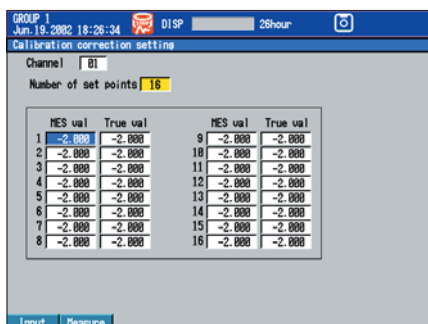 GROUP 1
Jun.19.2002 18:26:34 DISP 26hour
Calibration correction setting
Channel 01
Number of set points 16
MES val True val MES val True val
1 -2.000 -2.000 9 -2.000 -2.000
2 -2.000 -2.000 10 -2.000 -2.000
3 -2.000 -2.000 11 -2.000 -2.000
4 -2.000 -2.000 12 -2.000 -2.000
5 -2.000 -2.000 13 -2.000 -2.000
6 -2.000 -2.000 14 -2.000 -2.000
7 -2.000 -2.000 15 -2.000 -2.000
8 -2.000 -2.000 16 -2.000 -2.000
Input Measure